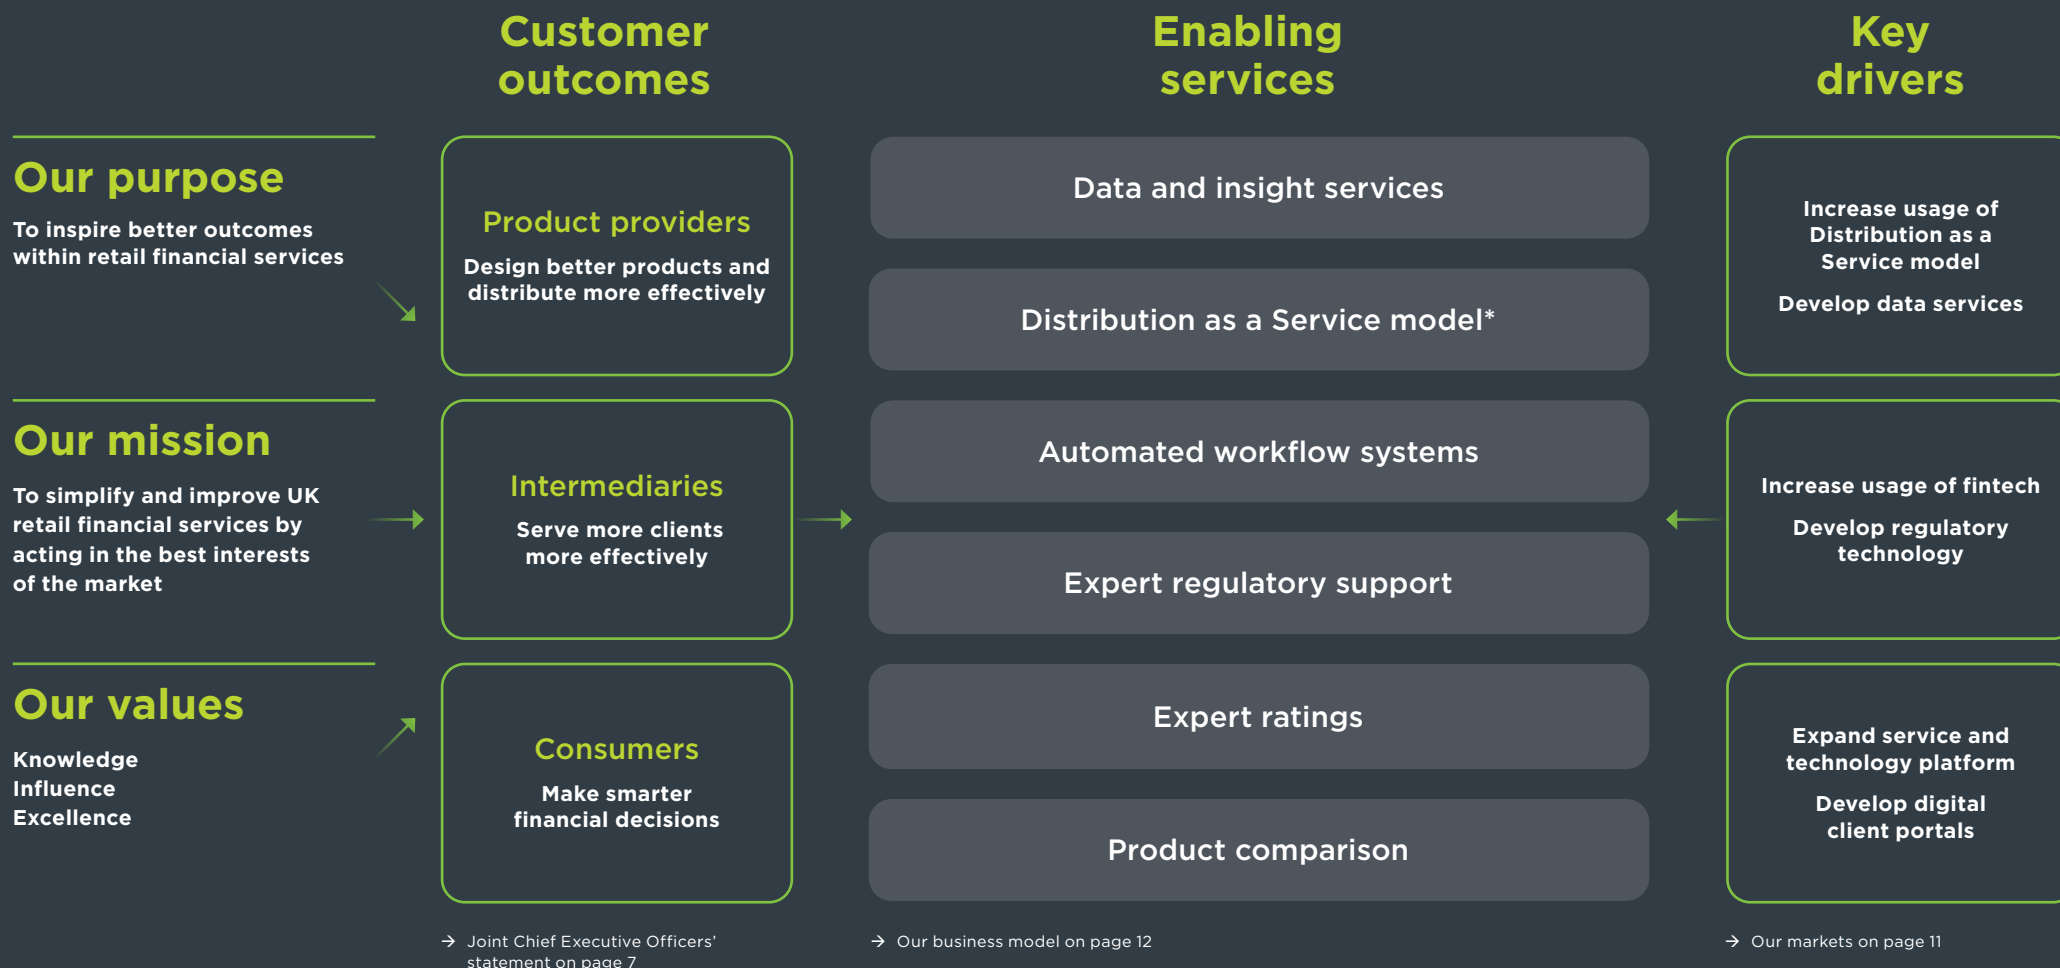 Customer
outcomes
Enabling
services
Key
drivers
Our purpose
To inspire better outcomes
within retail financial services
Our mission
To simplify and improve UK
retail financial services by
acting in the best interests
of the market
Our values
Knowledge
Influence
Excellence
Product providers
Design better products and
distribute more effectively
Intermediaries
Serve more clients
more effectively
Consumers
Make smarter
financial decisions
→ Joint Chief Executive Officers’
statement on page 7
Data and insight services
Distribution as a Service model*
Automated workflow systems
Expert regulatory support
Expert ratings
Product comparison
→ Our business model on page 12
Increase usage of
Distribution as a
Service model
Develop data services
Increase usage of fintech
Develop regulatory
technology
Expand service and
technology platform
Develop digital
client portals
→ Our markets on page 11